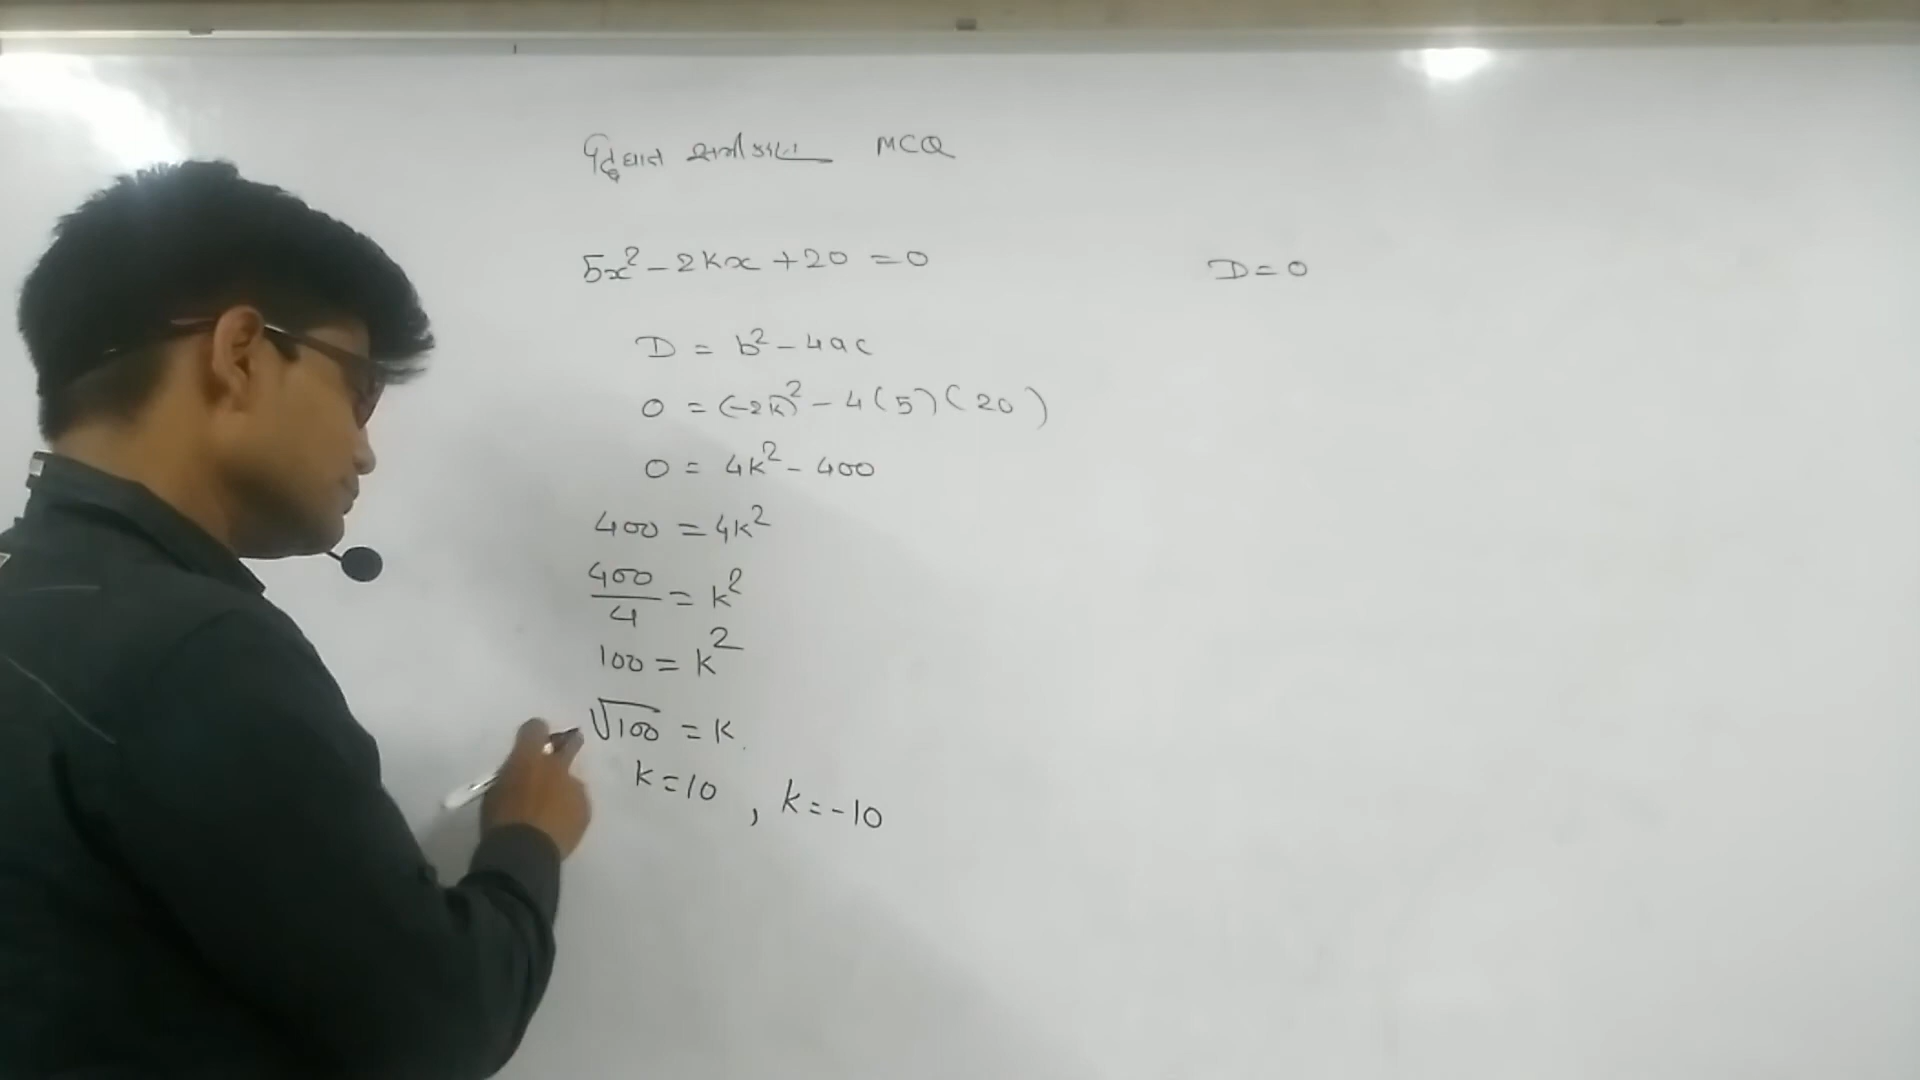 દ્વિઘાત સમીકરણ MCQ
5x² - 2kx + 20 = 0
D = 0
D = b² - 4ac
0 = (-2k)² - 4(5)(20)
0 = 4k² - 400
400 = 4k²
400/4 = k²
100 = k²
√100 = k
k = 10 , k = -10